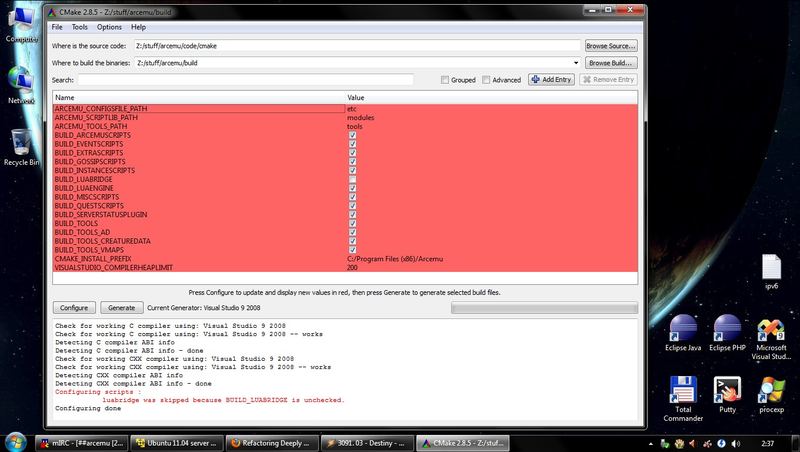 CMake 2.8.5 - Z:/stuff/arcemu/build
File Tools Options Help
Where is the source code: Z:/stuff/arcemu/code/cmake Browse Source...
Where to build the binaries: Z:/stuff/arcemu/build Browse Build...
Search: Grouped Advanced Add Entry Remove Entry
Name Value
ARCEMU_CONFIGSFILE_PATH etc
ARCEMU_SCRIPTLIB_PATH modules
ARCEMU_TOOLS_PATH tools
BUILD_ARCEMUSCRIPTS
BUILD_EVENTSCRIPTS
BUILD_EXTRASCRIPTS
BUILD_GOSSIPSCRIPTS
BUILD_INSTANCESCRIPTS
BUILD_LUABRIDGE
BUILD_LUAENGINE
BUILD_MISCSCRIPTS
BUILD_QUESTSCRIPTS
BUILD_SERVERSTATUSPLUGIN
BUILD_TOOLS
BUILD_TOOLS_AD
BUILD_TOOLS_CREATUREDATA
BUILD_TOOLS_VMAPS
CMAKE_INSTALL_PREFIX C:/Program Files (x86)/Arcemu
VISUALSTUDIO_COMPILERHEAPLIMIT 200
Press Configure to update and display new values in red, then press Generate to generate selected build files.
Configure Generate Current Generator: Visual Studio 9 2008
Check for working C compiler using: Visual Studio 9 2008
Check for working C compiler using: Visual Studio 9 2008 -- works
Detecting C compiler ABI info
Detecting C compiler ABI info - done
Check for working CXX compiler using: Visual Studio 9 2008
Check for working CXX compiler using: Visual Studio 9 2008 -- works
Detecting CXX compiler ABI info
Detecting CXX compiler ABI info - done
Configuring scripts :
luabridge was skipped because BUILD_LUABRIDGE is unchecked.
Configuring done
Computer
Network
Recycle Bin
ipv6
Eclipse Java
Eclipse PHP
Microsoft
Visual Stud...
Total
Commander
Putty
procexp
mIRC - [##arcemu [2...
Ubuntu 11.04 server ...
Refactoring Deeply ...
3091. 03 - Destiny - ...
CMake 2.8.5 - Z:/stuf...
2:37